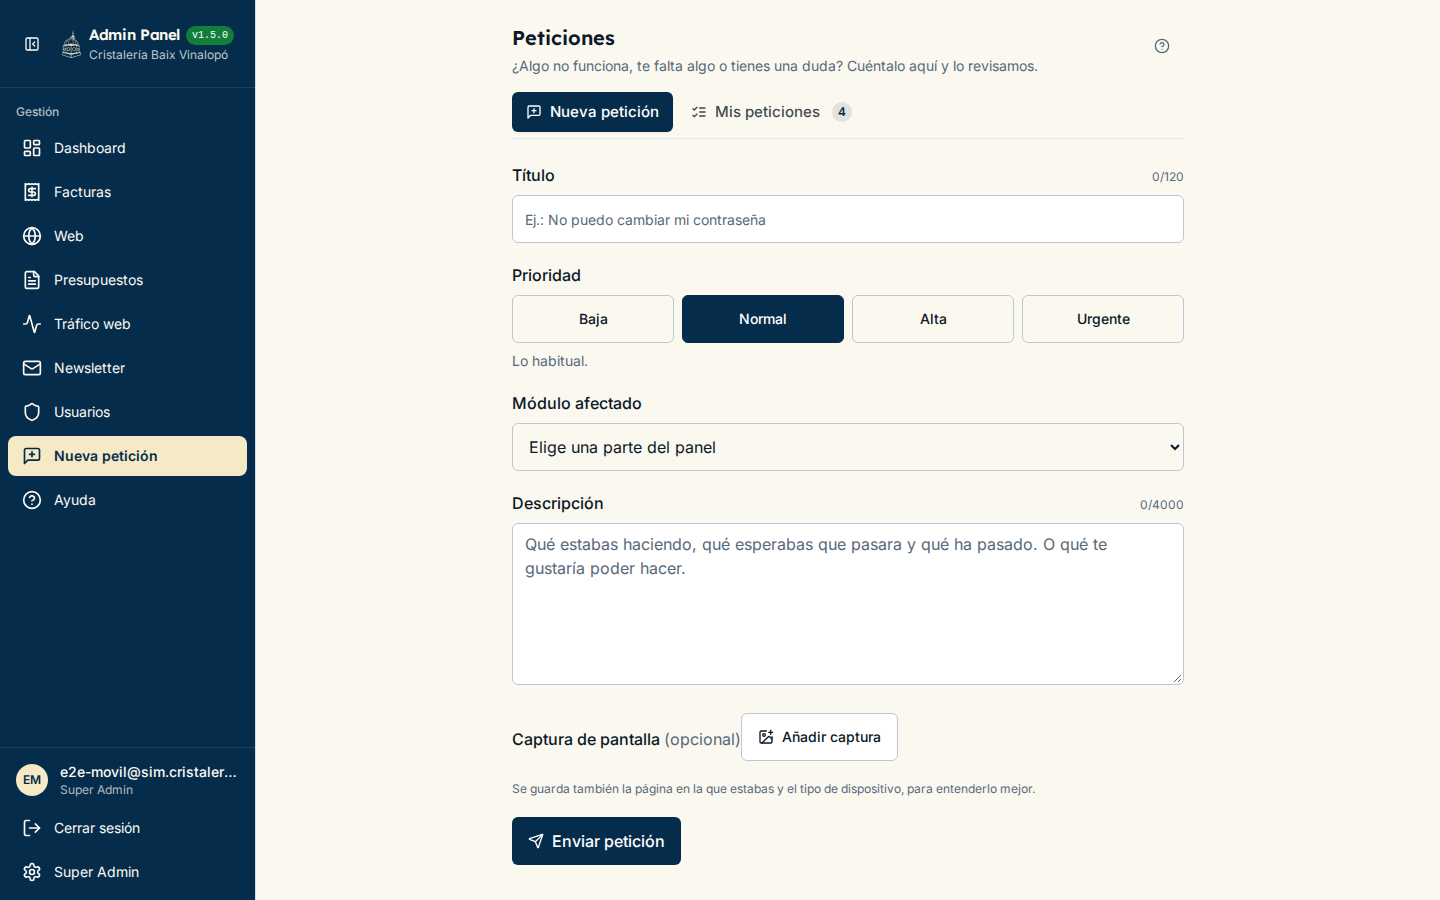 Admin Panel v1.5.0
Cristalería Baix Vinalopó
Gestión
Dashboard
Facturas
Web
Presupuestos
Tráfico web
Newsletter
Usuarios
Nueva petición
Ayuda
EM
e2e-movil@sim.cristaler...
Super Admin
Cerrar sesión
Super Admin
Peticiones
¿Algo no funciona, te falta algo o tienes una duda? Cuéntalo aquí y lo revisamos.
Nueva petición
Mis peticiones 4
Título 0/120
Ej.: No puedo cambiar mi contraseña
Prioridad
Baja Normal Alta Urgente
Lo habitual.
Módulo afectado
Elige una parte del panel
Descripción 0/4000
Qué estabas haciendo, qué esperabas que pasara y qué ha pasado. O qué te
gustaría poder hacer.
Captura de pantalla (opcional) Añadir captura
Se guarda también la página en la que estabas y el tipo de dispositivo, para entenderlo mejor.
Enviar petición